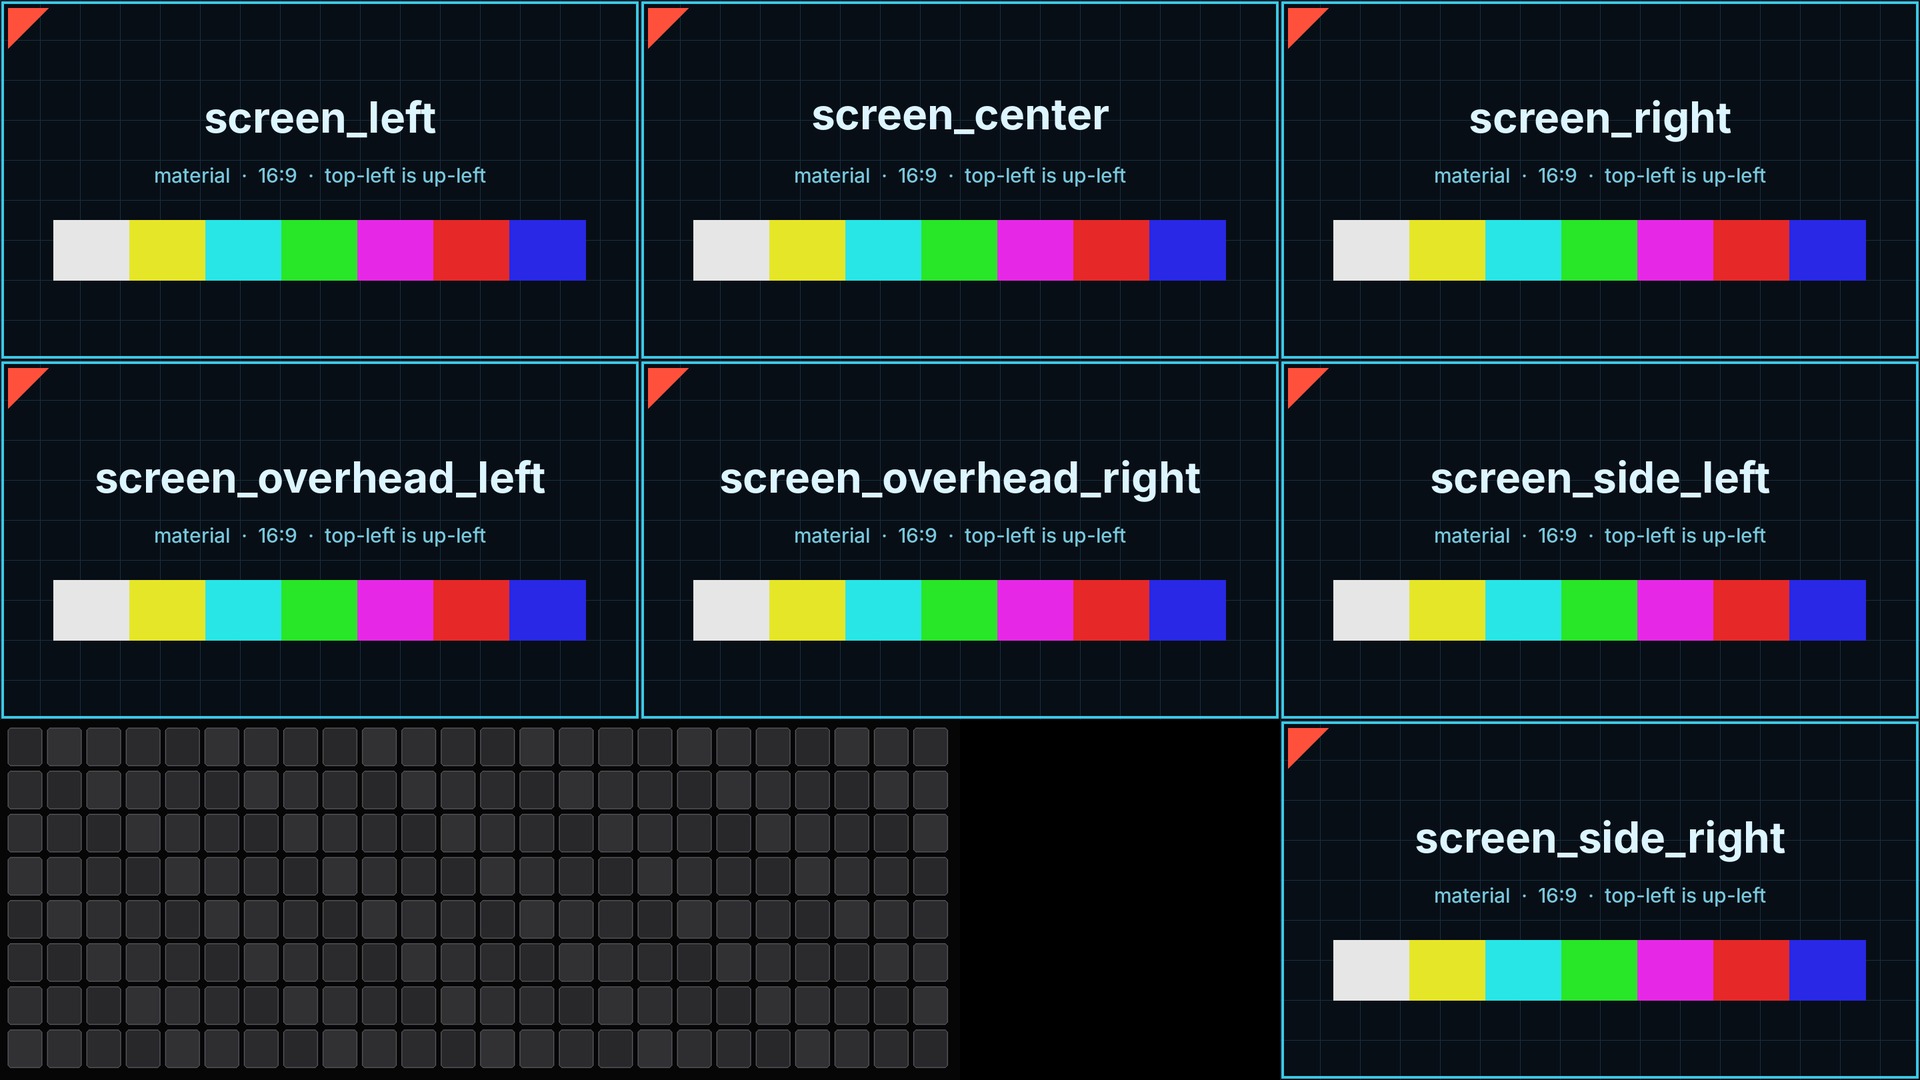 screen_left
material · 16:9 · top-left is up-left
screen_center
material · 16:9 · top-left is up-left
screen_right
material · 16:9 · top-left is up-left
screen_overhead_left
material · 16:9 · top-left is up-left
screen_overhead_right
material · 16:9 · top-left is up-left
screen_side_left
material · 16:9 · top-left is up-left
screen_side_right
material · 16:9 · top-left is up-left